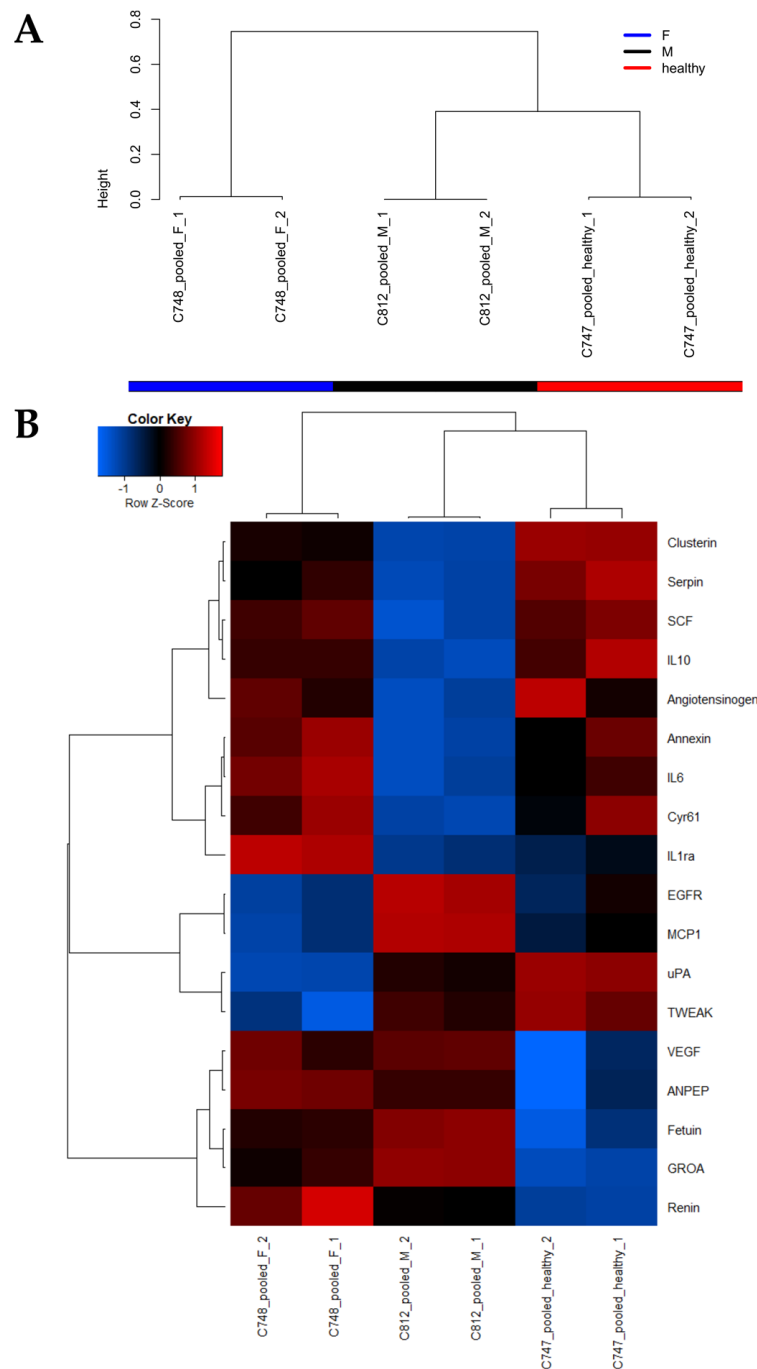 A
Height
0.0
0.2
0.4
0.6
0.8
F
M
healthy
C748_pooled_F_1
C748_pooled_F_2
C812_pooled_M_1
C812_pooled_M_2
C747_pooled_healthy_1
C747_pooled_healthy_2
B
Color Key
-1 0 1
Row Z-Score
Clusterin
Serpin
SCF
IL10
Angiotensinogen
Annexin
IL6
Cyr61
IL1ra
EGFR
MCP1
uPA
TWEAK
VEGF
ANPEP
Fetuin
GROA
Renin
C748_pooled_F_2
C748_pooled_F_1
C812_pooled_M_2
C812_pooled_M_1
C747_pooled_healthy_2
C747_pooled_healthy_1